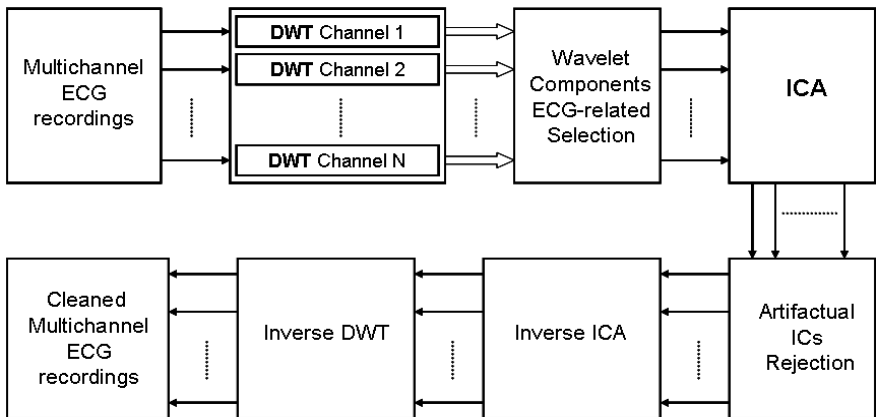 Multichannel
ECG
recordings
DWT Channel 1
DWT Channel 2
DWT Channel N
Wavelet
Components
ECG-related
Selection
ICA
Cleaned
Multichannel
ECG
recordings
Inverse DWT
Inverse ICA
Artifactual
ICs
Rejection